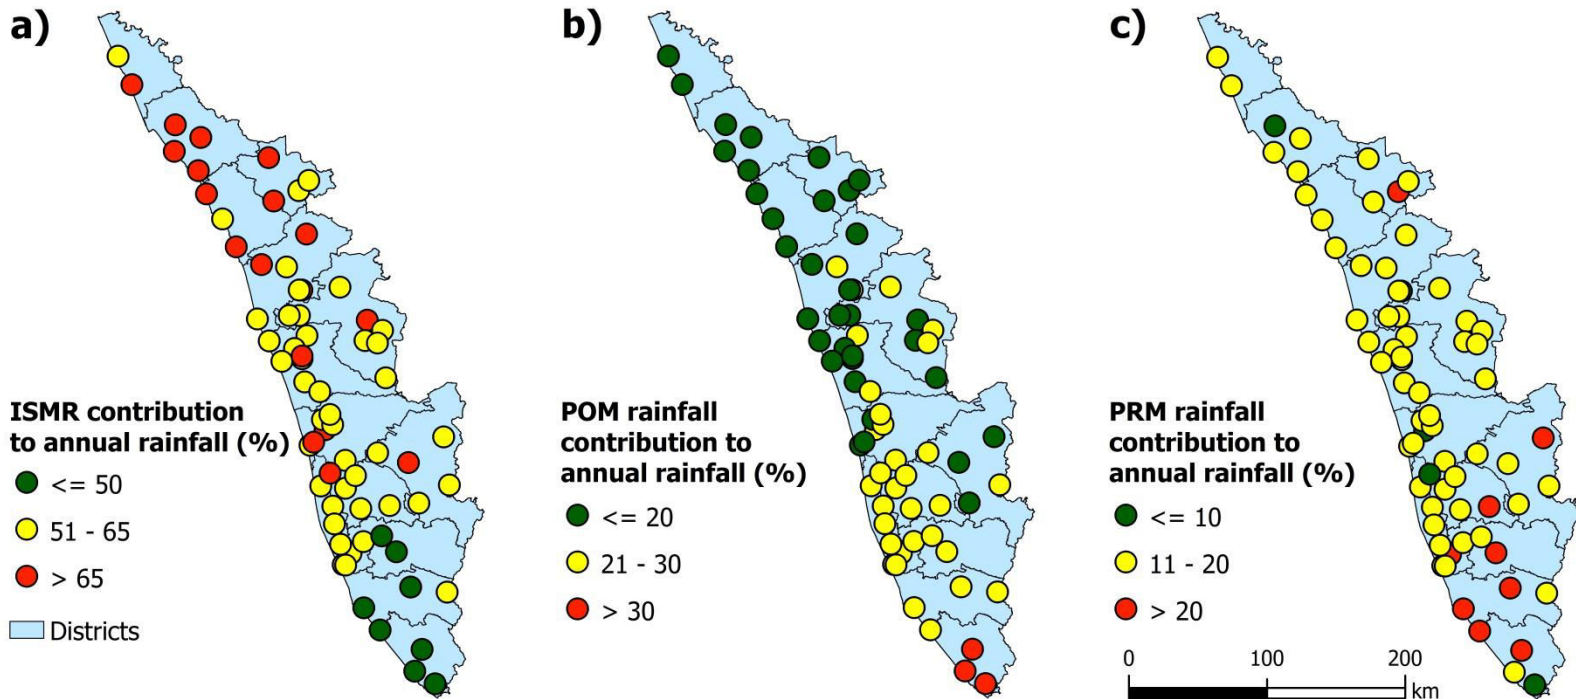 a)
ISMR contribution
to annual rainfall (%)
<= 50
51 - 65
> 65
Districts
b)
POM rainfall
contribution to
annual rainfall (%)
<= 20
21 - 30
> 30
c)
PRM rainfall
contribution to
annual rainfall (%)
<= 10
11 - 20
> 20
0 100 200
km